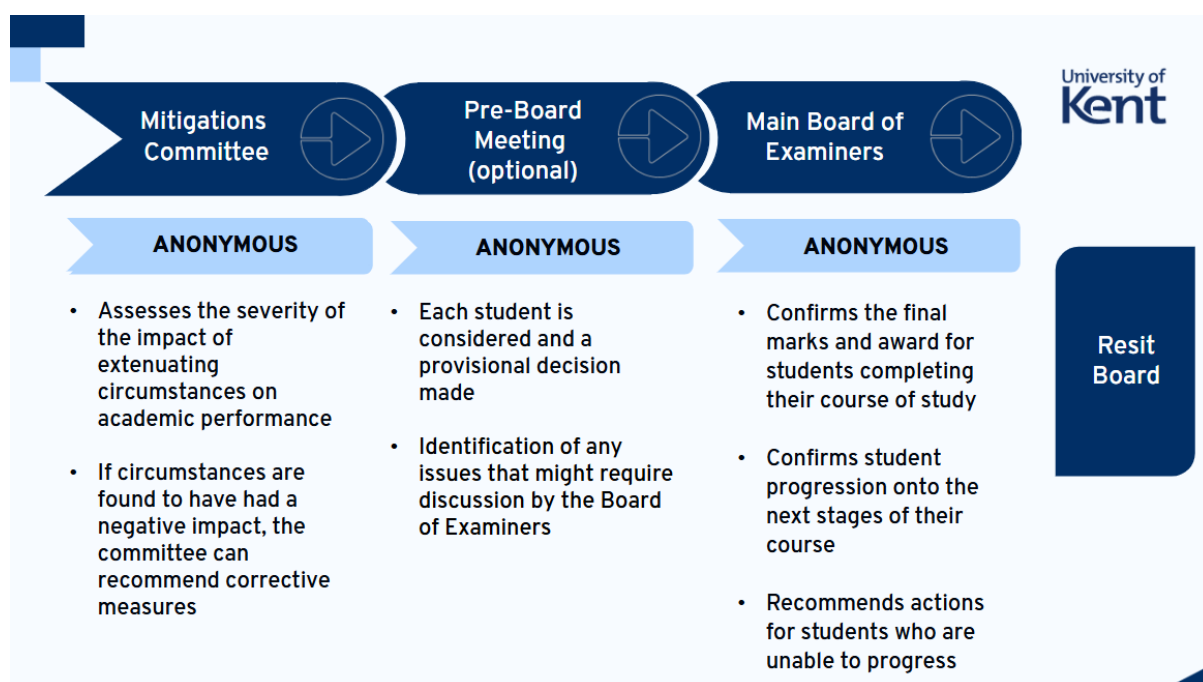 University of
Kent
Mitigations
Committee
Pre-Board
Meeting
(optional)
Main Board of
Examiners
ANONYMOUS
ANONYMOUS
ANONYMOUS
• Assesses the severity of
the impact of
extenuating
circumstances on
academic performance
• If circumstances are
found to have had a
negative impact, the
committee can
recommend corrective
measures
• Each student is
considered and a
provisional decision
made
• Identification of any
issues that might require
discussion by the Board
of Examiners
• Confirms the final
marks and award for
students completing
their course of study
• Confirms student
progression onto the
next stages of their
course
• Recommends actions
for students who are
unable to progress
Resit
Board